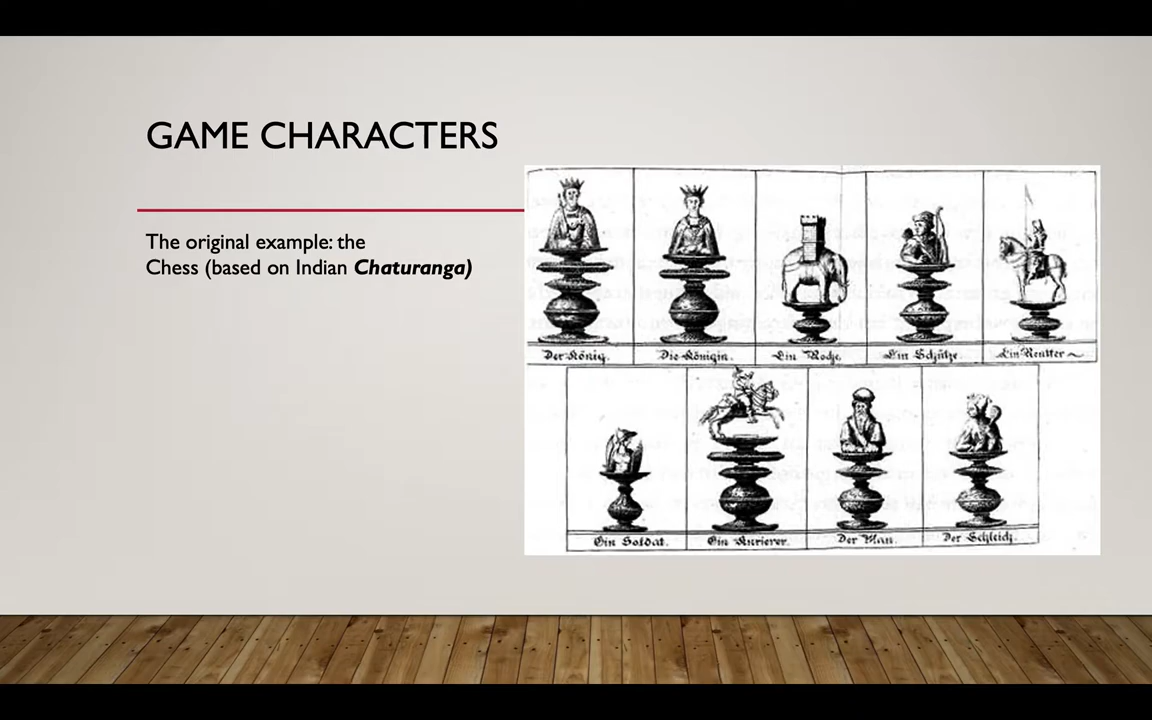 GAME CHARACTERS
The original example: the
Chess (based on Indian Chaturanga)
Der König.
Die Königin.
Ein Roche.
Ein Schütze.
Ein Reutter
Ein Soldat.
Ein Kurierer.
Der Man.
Der Schleich.